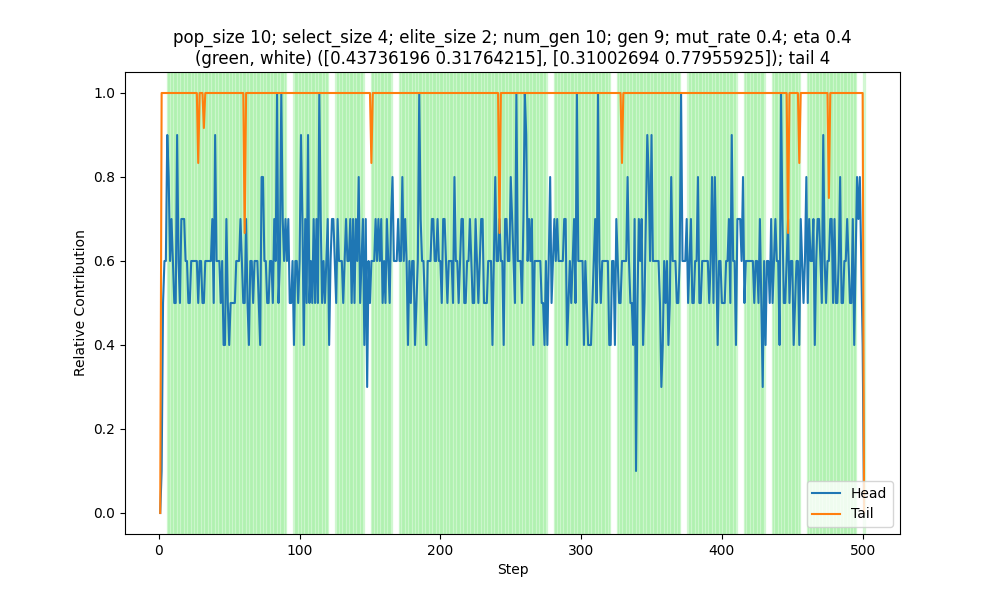 pop_size 10; select_size 4; elite_size 2; num_gen 10; gen 9; mut_rate 0.4; eta 0.4
(green, white) ([0.43736196 0.31764215], [0.31002694 0.77955925]); tail 4
1.0
0.8
0.6
0.4
0.2
0.0
Relative Contribution
Head
Tail
0 100 200 300 400 500
Step